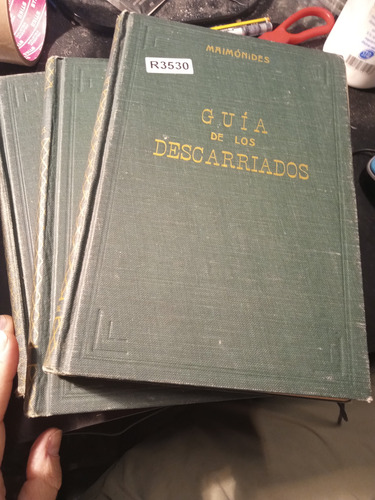 MAIMÓNIDES
R3530
GUÍA
DE LOS
DESCARRIADOS